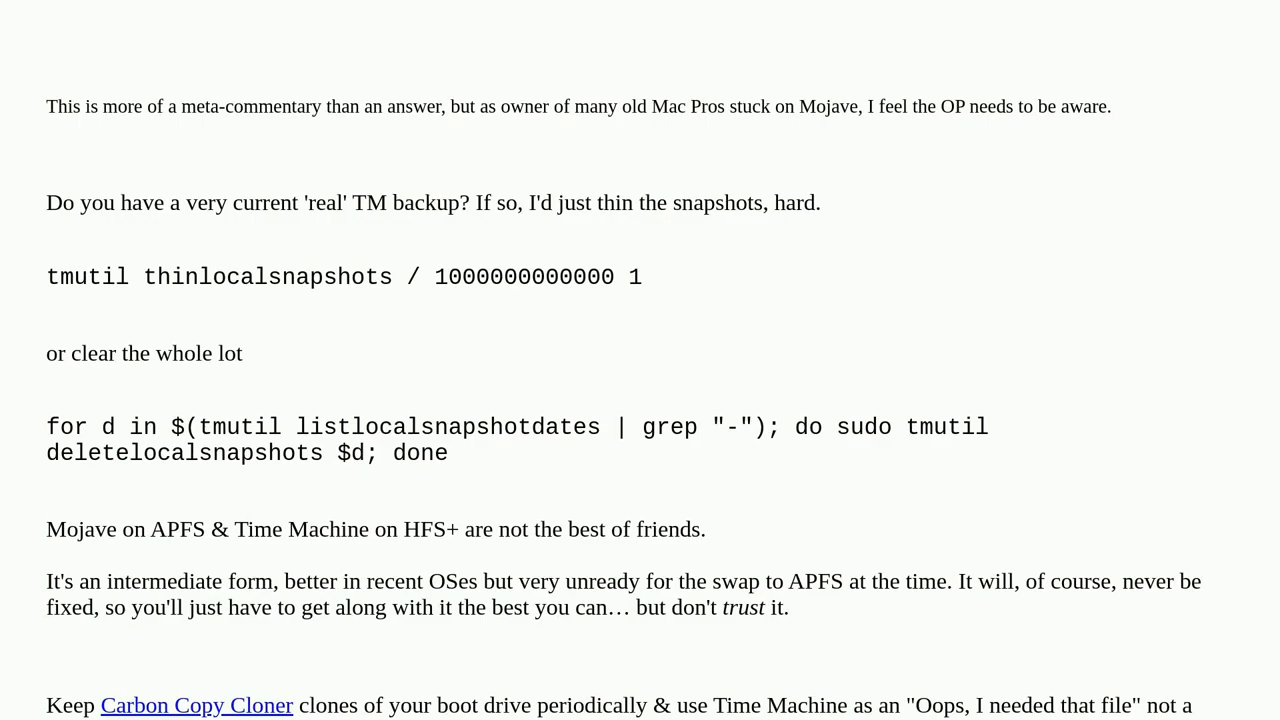 This is more of a meta-commentary than an answer, but as owner of many old Mac Pros stuck on Mojave, I feel the OP needs to be aware.
Do you have a very current 'real' TM backup? If so, I'd just thin the snapshots, hard.
tmutil thinlocalsnapshots / 1000000000000 1
or clear the whole lot
for d in $(tmutil listlocalsnapshotdates | grep "-"); do sudo tmutil
deletelocalsnapshots $d; done
Mojave on APFS & Time Machine on HFS+ are not the best of friends.
It's an intermediate form, better in recent OSes but very unready for the swap to APFS at the time. It will, of course, never be
fixed, so you'll just have to get along with it the best you can… but don't trust it.
Keep Carbon Copy Cloner clones of your boot drive periodically & use Time Machine as an "Oops, I needed that file" not a